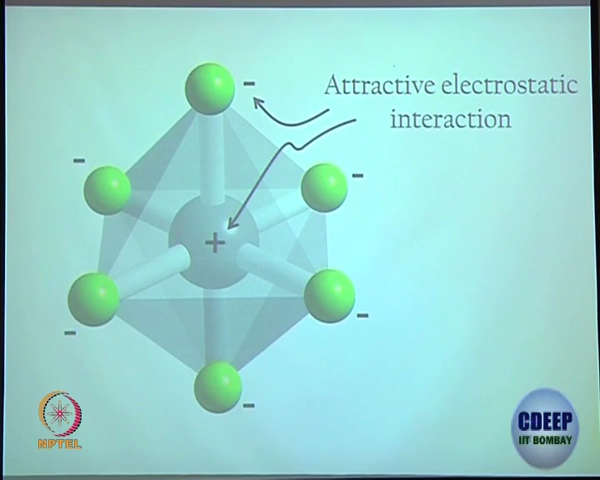 -
Attractive electrostatic
interaction
-
-
+
-
-
-
NPTEL
CDEEP
IIT BOMBAY